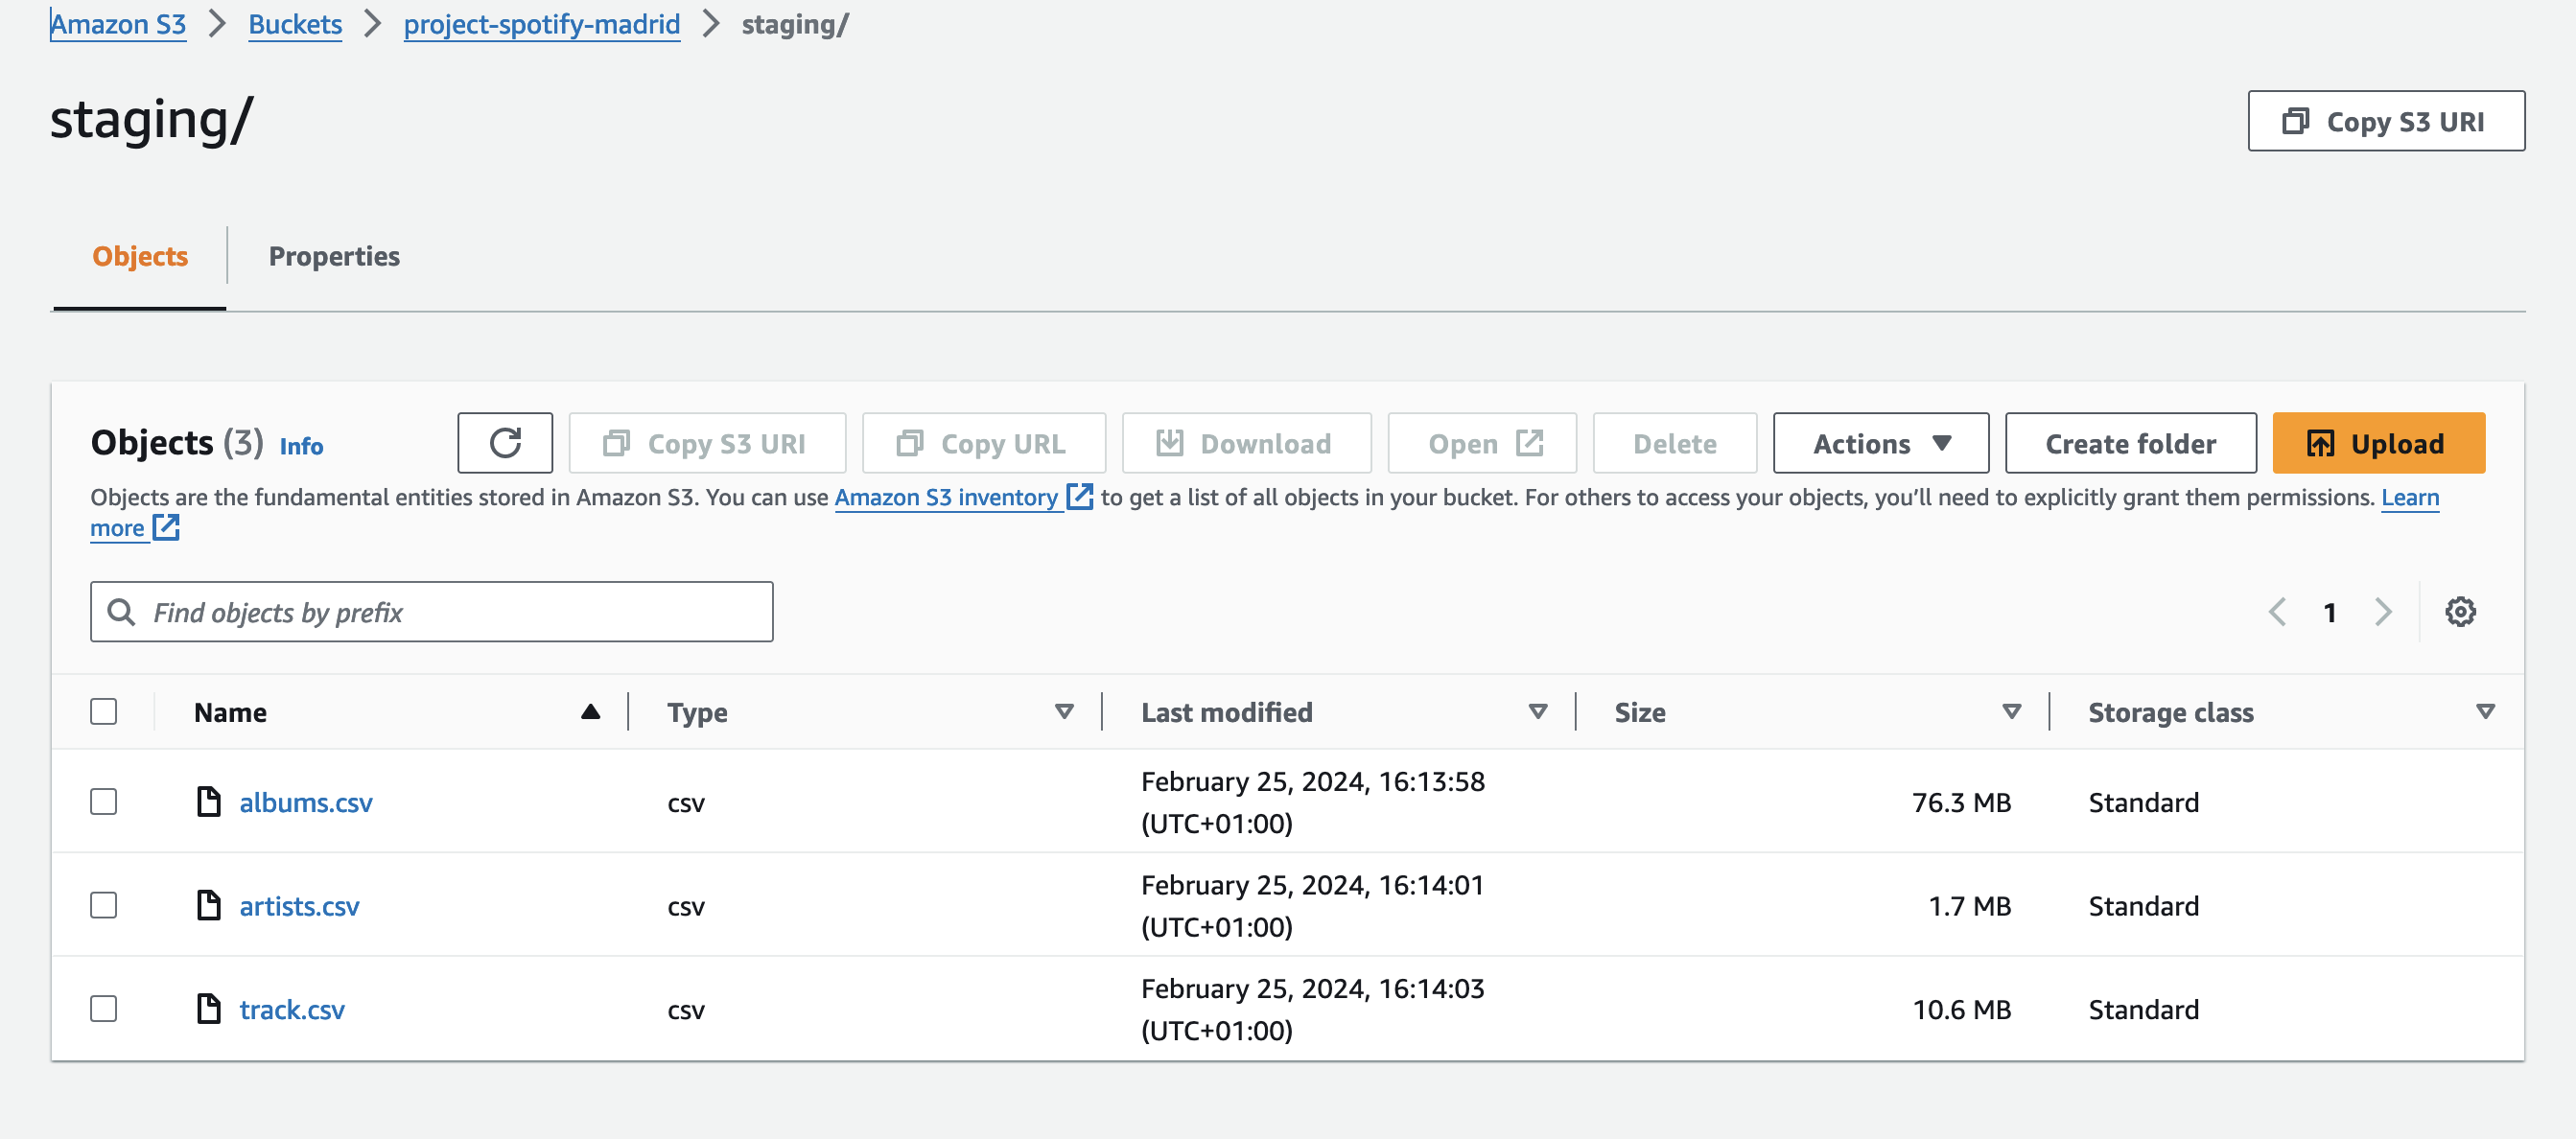 Amazon S3 > Buckets > project-spotify-madrid > staging/
staging/
Copy S3 URI
Objects
Properties
Objects (3) Info
Copy S3 URI
Copy URL
Download
Open
Delete
Actions
Create folder
Upload
Objects are the fundamental entities stored in Amazon S3. You can use Amazon S3 inventory to get a list of all objects in your bucket. For others to access your objects, you’ll need to explicitly grant them permissions. Learn
more
Find objects by prefix
1
Name Type Last modified Size Storage class
albums.csv csv February 25, 2024, 16:13:58
(UTC+01:00) 76.3 MB Standard
artists.csv csv February 25, 2024, 16:14:01
(UTC+01:00) 1.7 MB Standard
track.csv csv February 25, 2024, 16:14:03
(UTC+01:00) 10.6 MB Standard